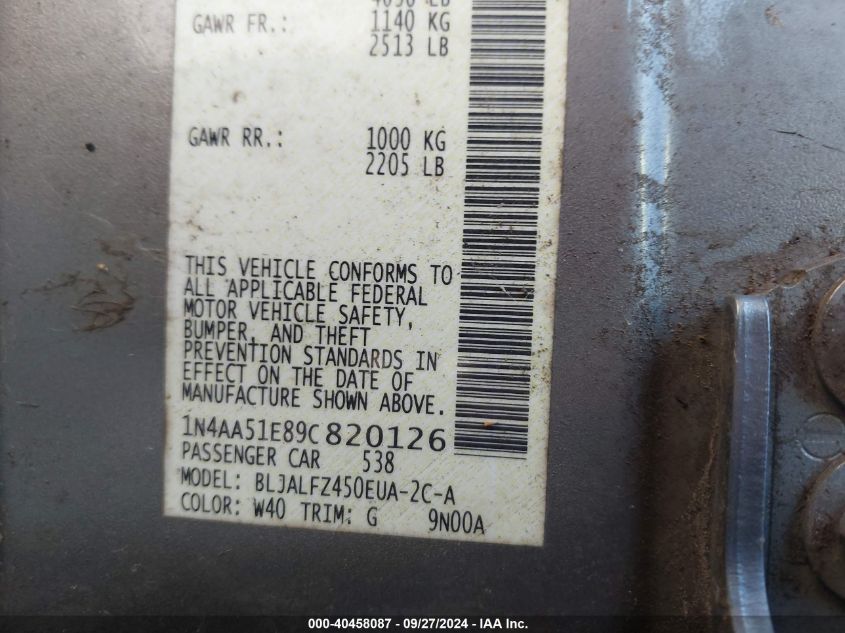 GAWR FR.: 1140 KG
2513 LB
GAWR RR.: 1000 KG
2205 LB
THIS VEHICLE CONFORMS TO
ALL APPLICABLE FEDERAL
MOTOR VEHICLE SAFETY,
BUMPER, AND THEFT
PREVENTION STANDARDS IN
EFFECT ON THE DATE OF
MANUFACTURE SHOWN ABOVE.
1N4AA51E89C820126
PASSENGER CAR 538
MODEL: BLJALFZ450EUA-2C-A
COLOR: W40 TRIM: G 9N00A
000-40458087 - 09/27/2024 - IAA Inc.